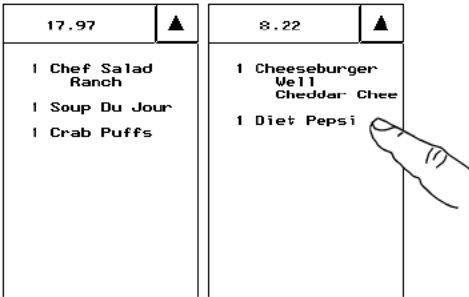 17.97
1 Chef Salad
Ranch
1 Soup Du Jour
1 Crab Puffs
8.22
1 Cheeseburger
Well
Cheddar Chee
1 Diet Pepsi